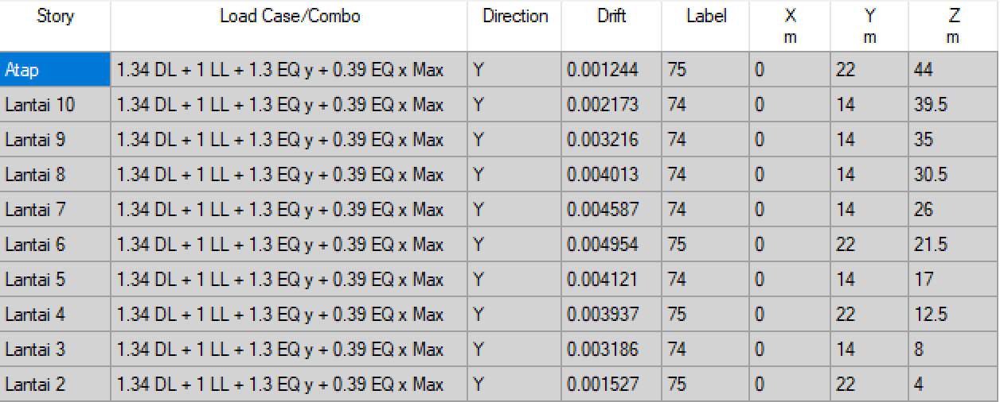 Story Load Case/Combo Direction Drift Label X Y Z
m m m
Atap 1.34 DL + 1 LL + 1.3 EQ y + 0.39 EQ x Max Y 0.001244 75 0 22 44
Lantai 10 1.34 DL + 1 LL + 1.3 EQ y + 0.39 EQ x Max Y 0.002173 74 0 14 39.5
Lantai 9 1.34 DL + 1 LL + 1.3 EQ y + 0.39 EQ x Max Y 0.003216 74 0 14 35
Lantai 8 1.34 DL + 1 LL + 1.3 EQ y + 0.39 EQ x Max Y 0.004013 74 0 14 30.5
Lantai 7 1.34 DL + 1 LL + 1.3 EQ y + 0.39 EQ x Max Y 0.004587 74 0 14 26
Lantai 6 1.34 DL + 1 LL + 1.3 EQ y + 0.39 EQ x Max Y 0.004954 75 0 22 21.5
Lantai 5 1.34 DL + 1 LL + 1.3 EQ y + 0.39 EQ x Max Y 0.004121 74 0 14 17
Lantai 4 1.34 DL + 1 LL + 1.3 EQ y + 0.39 EQ x Max Y 0.003937 75 0 22 12.5
Lantai 3 1.34 DL + 1 LL + 1.3 EQ y + 0.39 EQ x Max Y 0.003186 74 0 14 8
Lantai 2 1.34 DL + 1 LL + 1.3 EQ y + 0.39 EQ x Max Y 0.001527 75 0 22 4